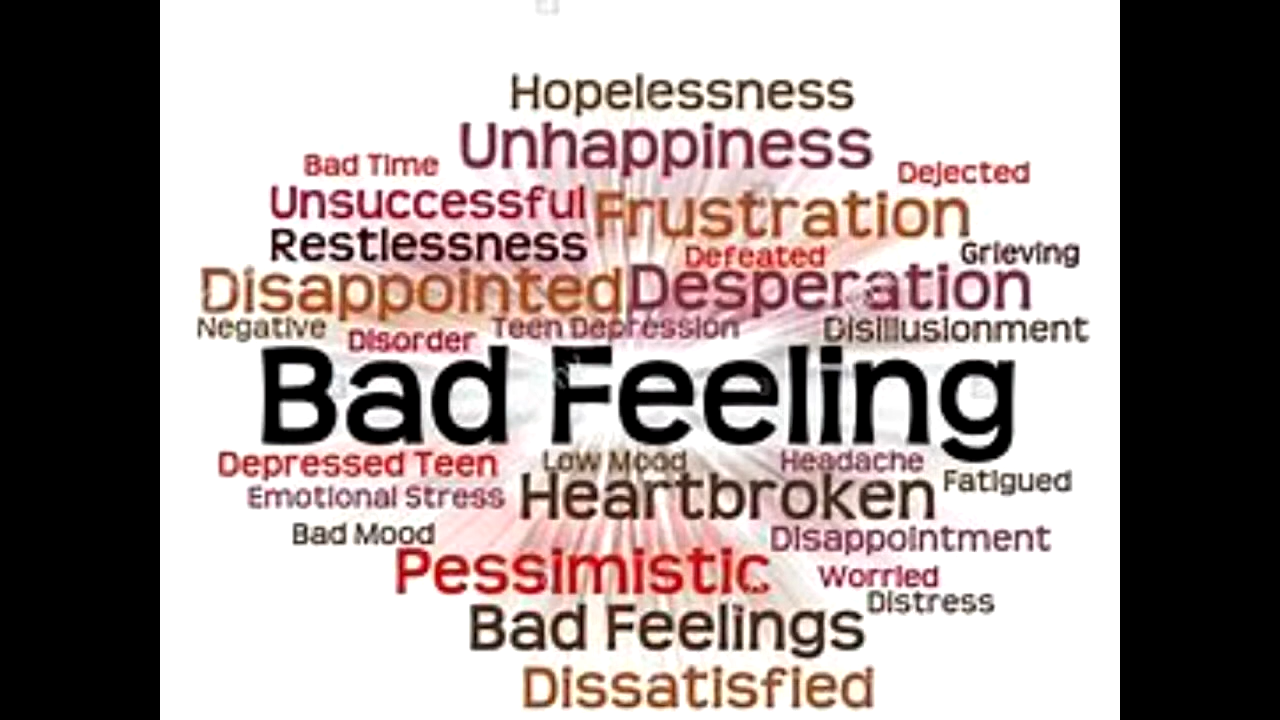 Hopelessness
Unhappiness
Bad Time
Dejected
Unsuccessful Frustration
Restlessness
Defeated
Grieving
Disappointed Desperation
Negative Disorder Teen Depression Disillusionment
Bad Feeling
Depressed Teen Low Mood Headache
Fatigued
Emotional Stress Heartbroken
Bad Mood
Disappointment
Pessimistic Worried
Distress
Bad Feelings
Dissatisfied